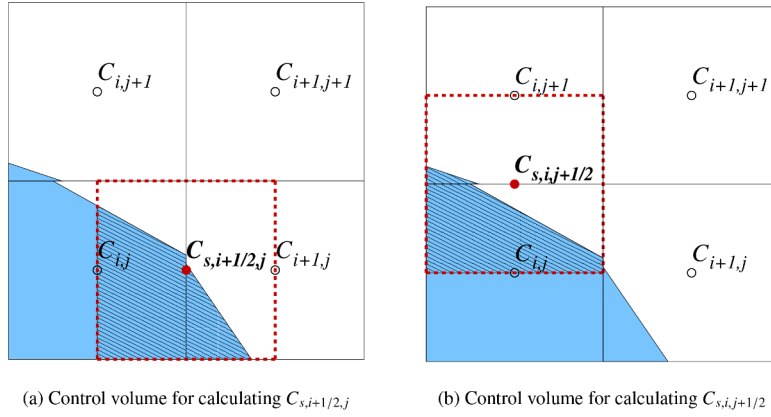 C_{i,j+1} C_{i+1,j+1}
C_{i,j} C_{s,i+1/2,j} C_{i+1,j}
(a) Control volume for calculating C_{s,i+1/2,j}
C_{i,j+1} C_{i+1,j+1}
C_{s,i,j+1/2}
C_{i,j} C_{i+1,j}
(b) Control volume for calculating C_{s,i,j+1/2}